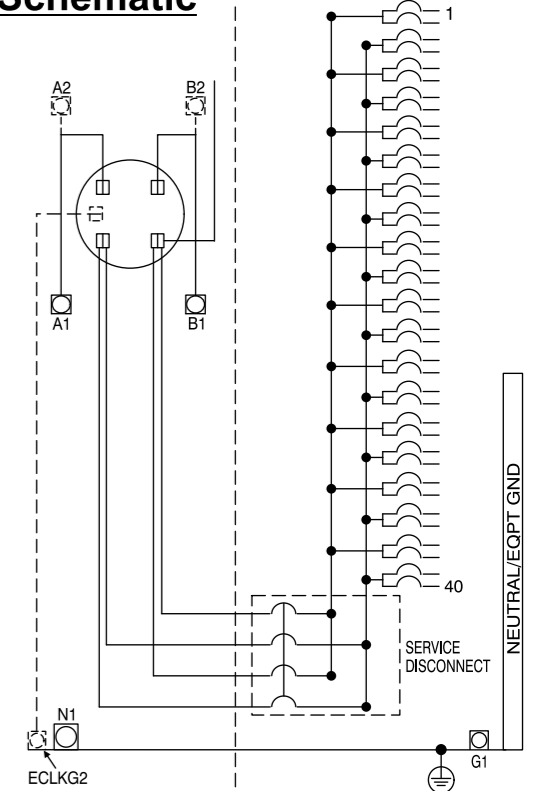 Schematic
1
A2
B2
A1
B1
40
NEUTRAL/EQPT GND
SERVICE
DISCONNECT
N1
G1
ECLKG2